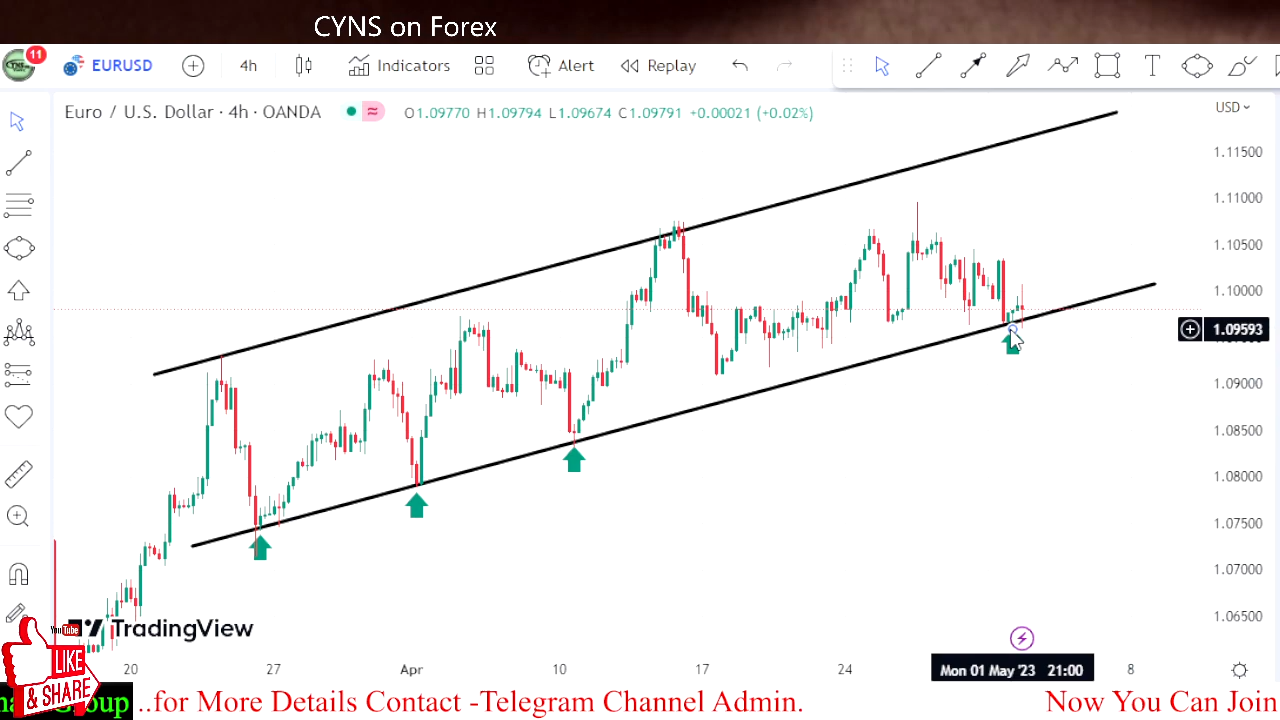 CYNS on Forex
11
EURUSD
4h
Indicators
Alert
Replay
T
Euro / U.S. Dollar · 4h · OANDA
≈
O1.09770 H1.09794 L1.09674 C1.09791 +0.00021 (+0.02%)
USD
1.11500
1.11000
1.10500
1.10000
1.09593
1.09000
1.08500
1.08000
1.07500
1.07000
1.06500
TradingView
20
27
Apr
10
17
24
Mon 01 May '23 21:00
8
YouTube
LIKE
& SHARE
Group
..for More Details Contact -Telegram Channel Admin.
Now You Can Join